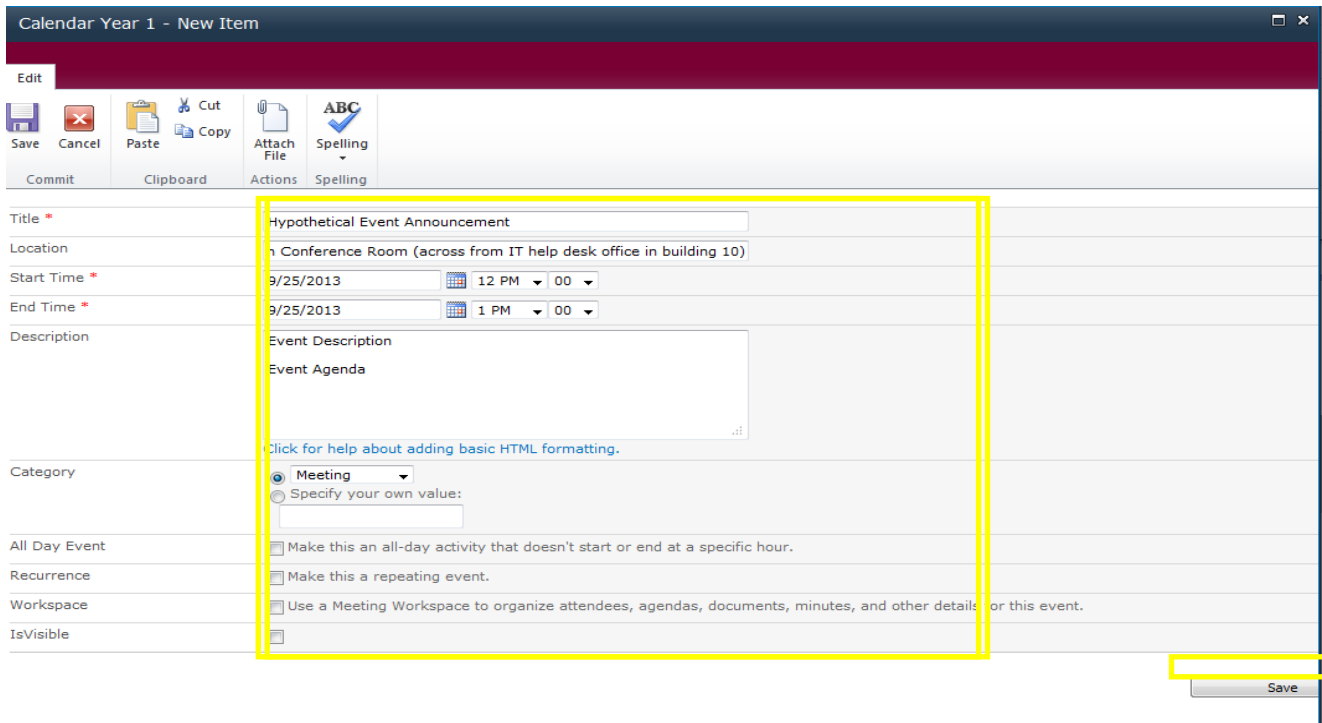 Calendar Year 1 - New Item
Edit
Save
Cancel
Paste
Cut
Copy
Attach File
ABC
Spelling
Commit
Clipboard
Actions
Spelling
Title * Hypothetical Event Announcement
Location Conference Room (across from IT help desk office in building 10)
Start Time * 9/25/2013 12 PM 00
End Time * 9/25/2013 1 PM 00
Description Event Description
Event Agenda
Click for help about adding basic HTML formatting.
Category Meeting
Specify your own value:
All Day Event Make this an all-day activity that doesn't start or end at a specific hour.
Recurrence Make this a repeating event.
Workspace Use a Meeting Workspace to organize attendees, agendas, documents, minutes, and other details for this event.
IsVisible
Save